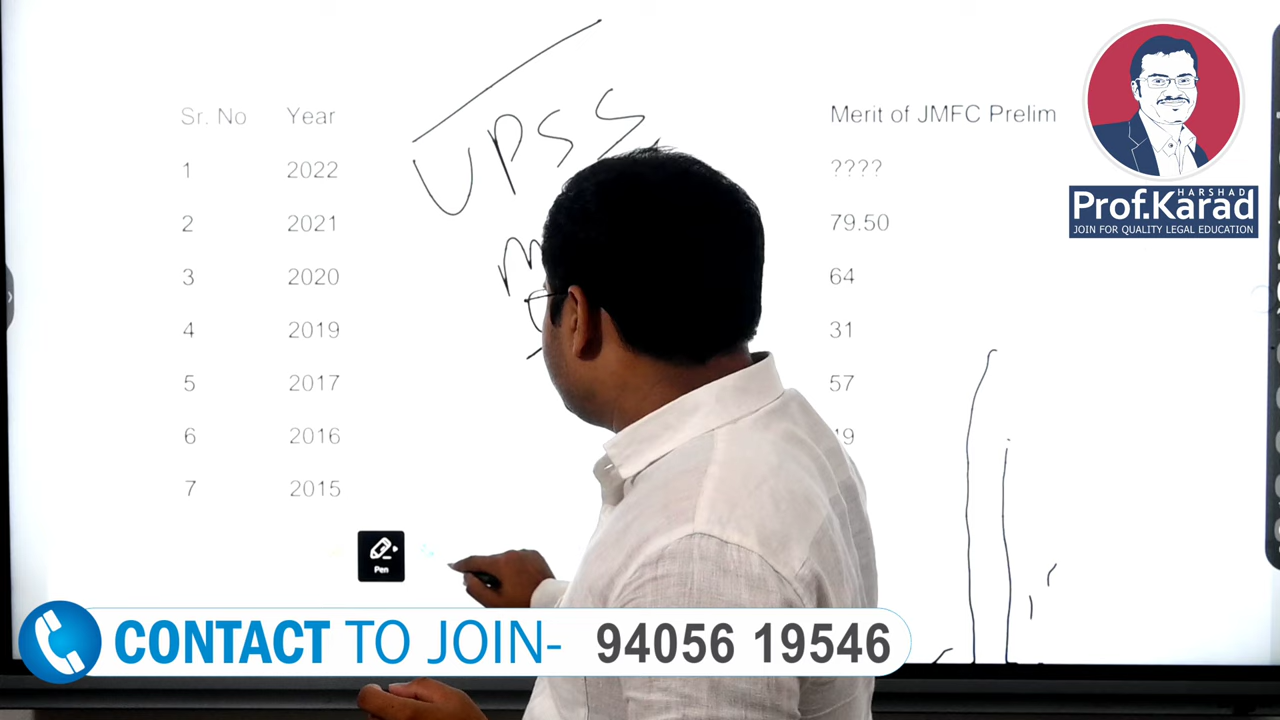 Sr. No Year Merit of JMFC Prelim
1 2022 ????
2 2021 79.50
3 2020 64
4 2019 31
5 2017 57
6 2016
7 2015
UPSS
Pen
HARSHAD
Prof.Karad
JOIN FOR QUALITY LEGAL EDUCATION
CONTACT TO JOIN- 94056 19546